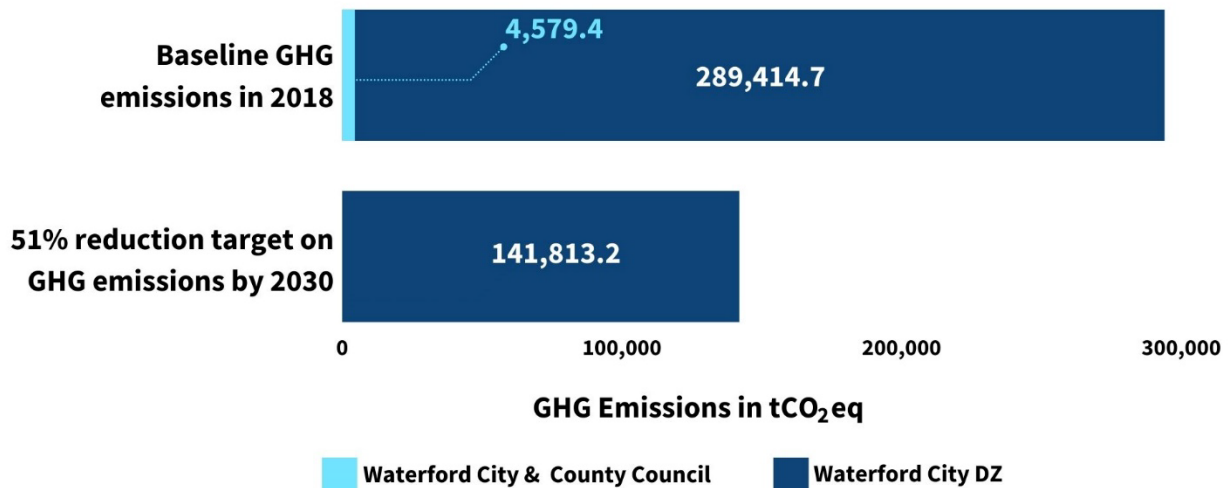 4,579.4
Baseline GHG
emissions in 2018
289,414.7
51% reduction target on
GHG emissions by 2030
141,813.2
0 100,000 200,000 300,000
GHG Emissions in tCO₂eq
Waterford City & County Council Waterford City DZ